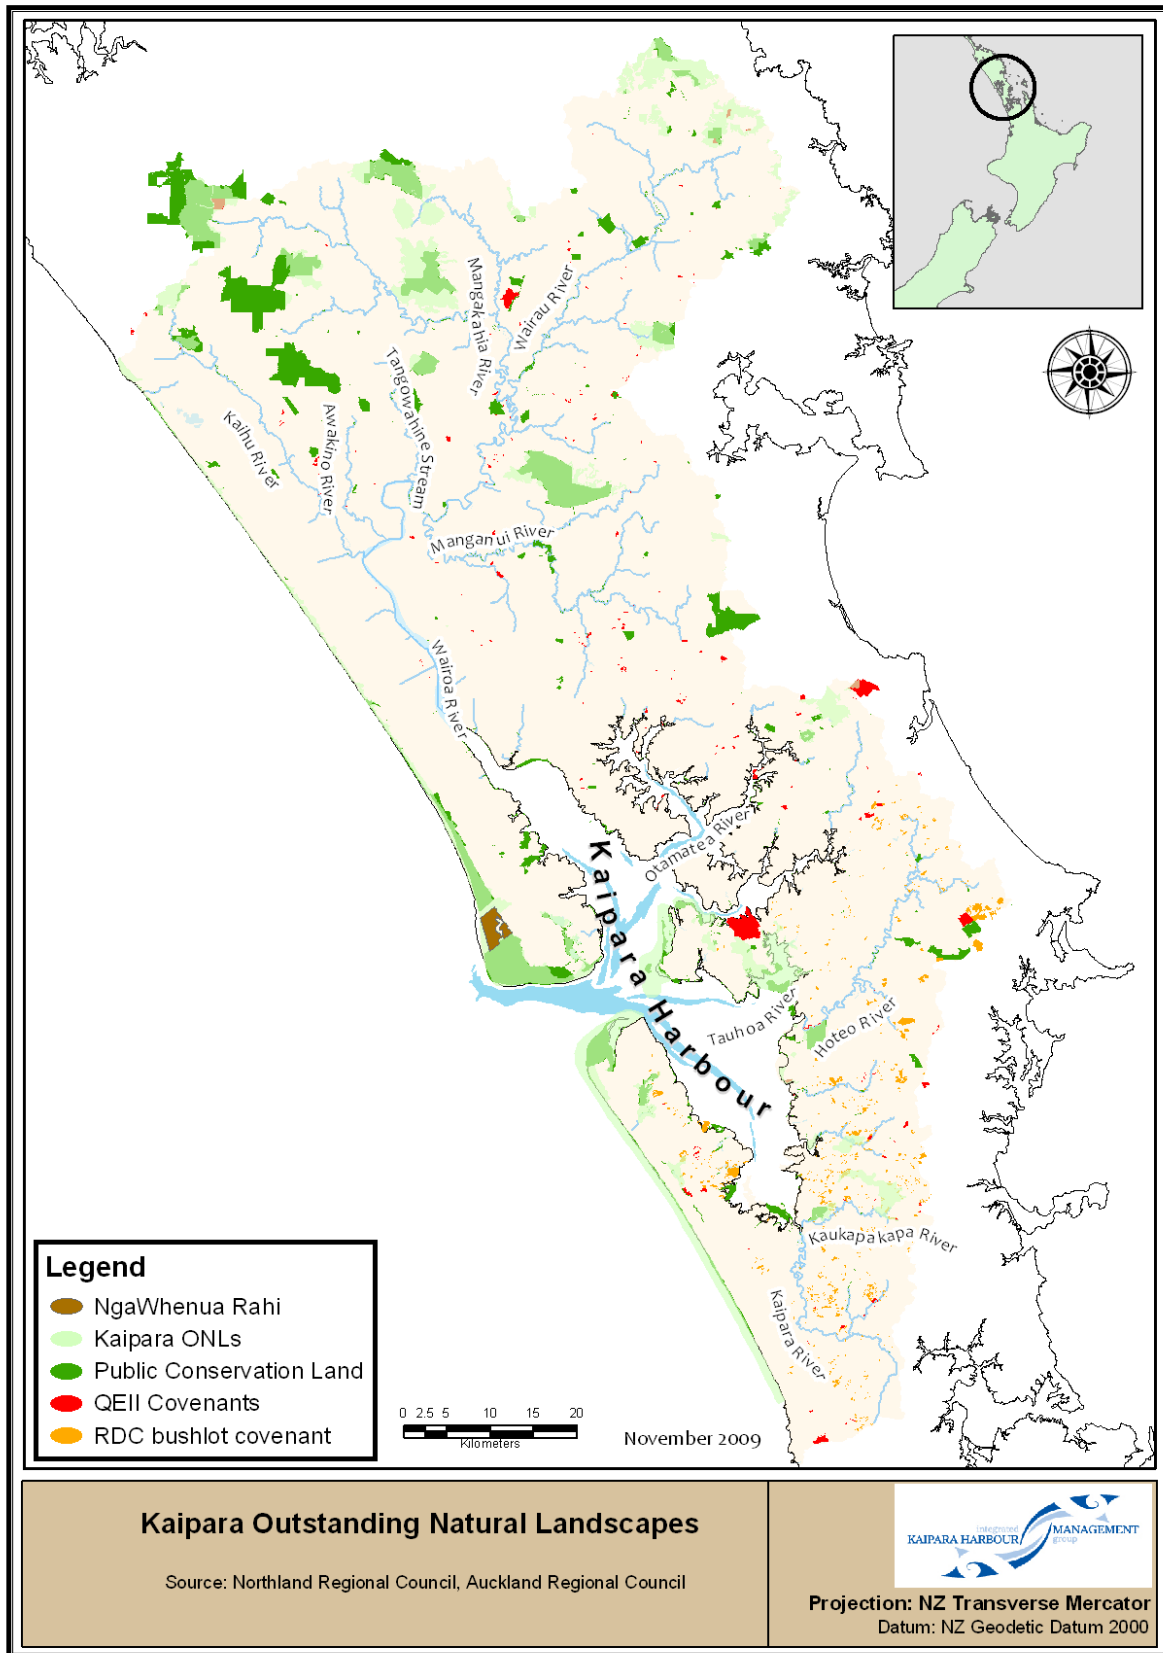 Mangakahia River
Wairau River
Tangowahine Stream
Awakino River
Kaihu River
Manganui River
Wairoa River
Otamatea River
Kaipara Harbour
Tauhoa River
Hoteo River
Kaukapakapa River
Kaipara River
Legend
NgaWhenua Rahi
Kaipara ONLs
Public Conservation Land
QEII Covenants
RDC bushlot covenant
0 2.5 5 10 15 20
Kilometers
November 2009
Kaipara Outstanding Natural Landscapes
Source: Northland Regional Council, Auckland Regional Council
integrated
KAIPARA HARBOUR MANAGEMENT
group
Projection: NZ Transverse Mercator
Datum: NZ Geodetic Datum 2000